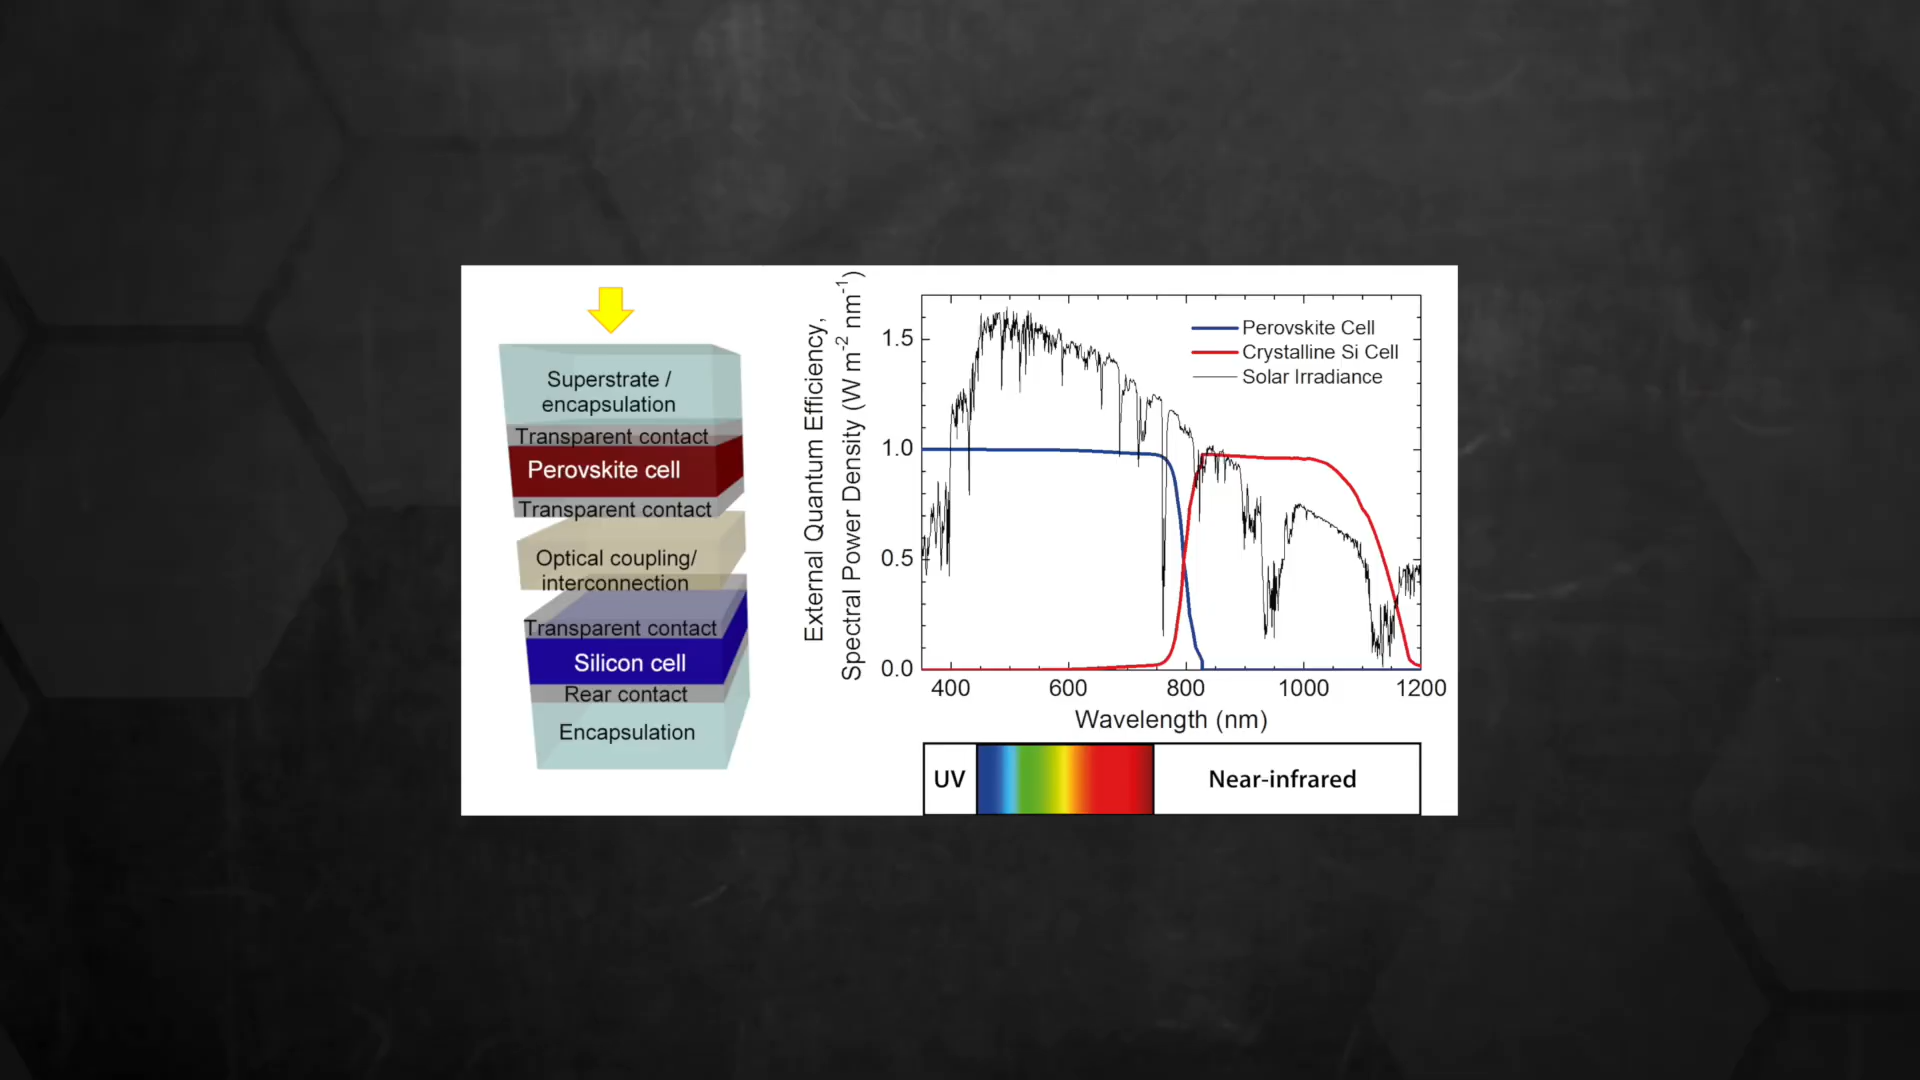 Superstrate /
encapsulation
Transparent contact
Perovskite cell
Transparent contact
Optical coupling/
interconnection
Transparent contact
Silicon cell
Rear contact
Encapsulation
External Quantum Efficiency,
Spectral Power Density (W m-2 nm-1)
1.5
1.0
0.5
0.0
Perovskite Cell
Crystalline Si Cell
Solar Irradiance
400 600 800 1000 1200
Wavelength (nm)
UV
Near-infrared